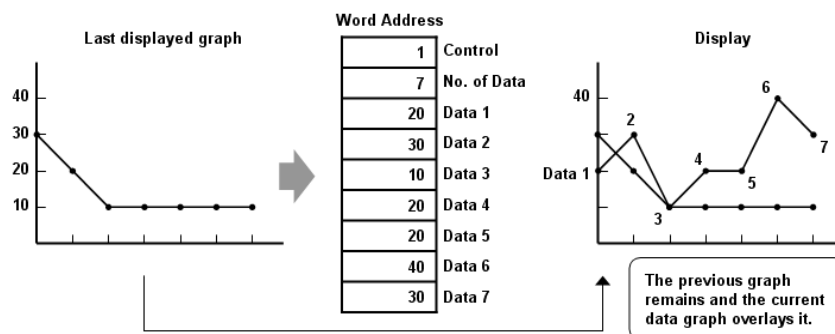 Last displayed graph
40
30
20
10
Word Address
1 Control
7 No. of Data
20 Data 1
30 Data 2
10 Data 3
20 Data 4
20 Data 5
40 Data 6
30 Data 7
Display
40
Data 1
2
3
4
5
6
7
The previous graph
remains and the current
data graph overlays it.